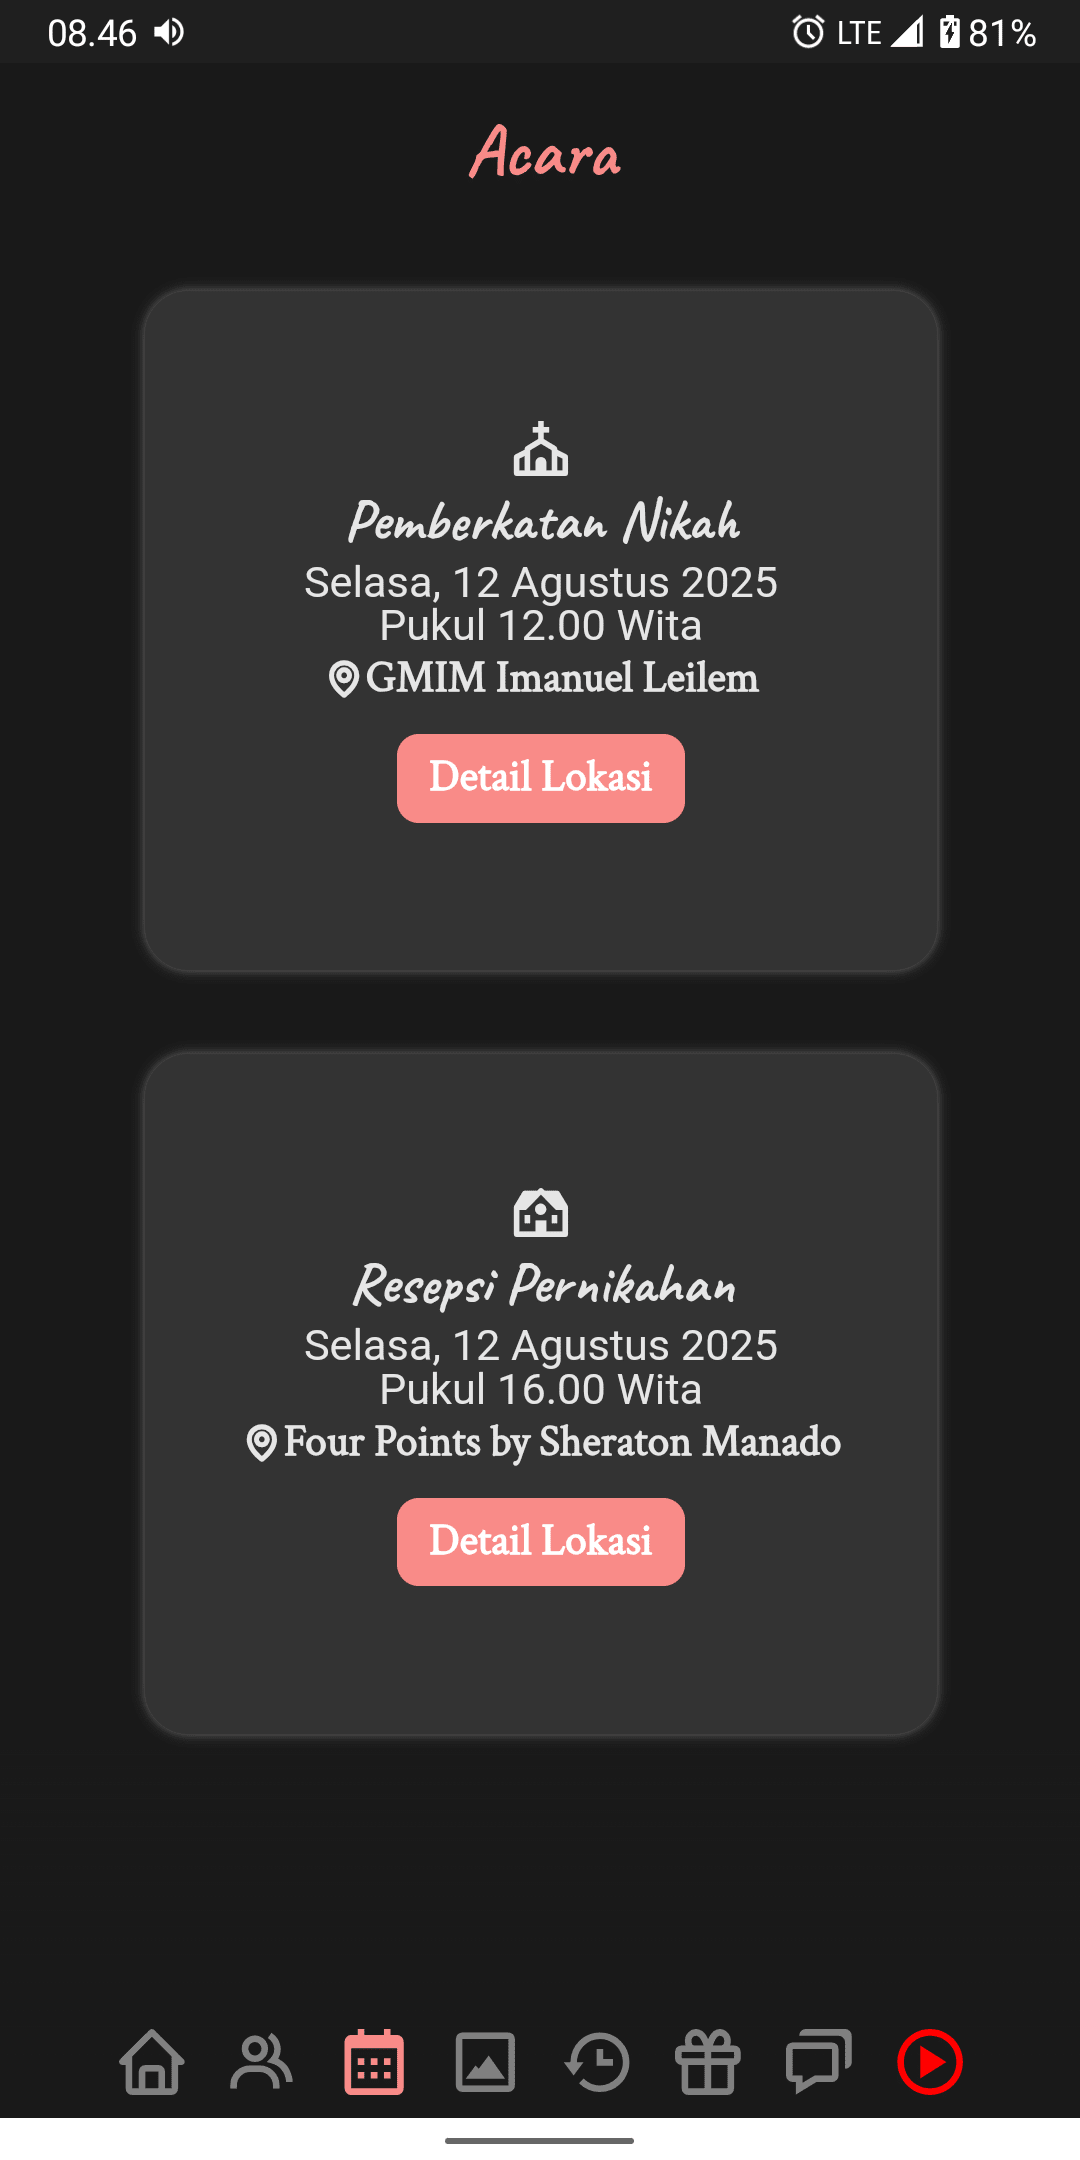 08.46
LTE 81%
Acara
Pemberkatan Nikah
Selasa, 12 Agustus 2025
Pukul 12.00 Wita
GMIM Imanuel Leilem
Detail Lokasi
Resepsi Pernikahan
Selasa, 12 Agustus 2025
Pukul 16.00 Wita
Four Points by Sheraton Manado
Detail Lokasi